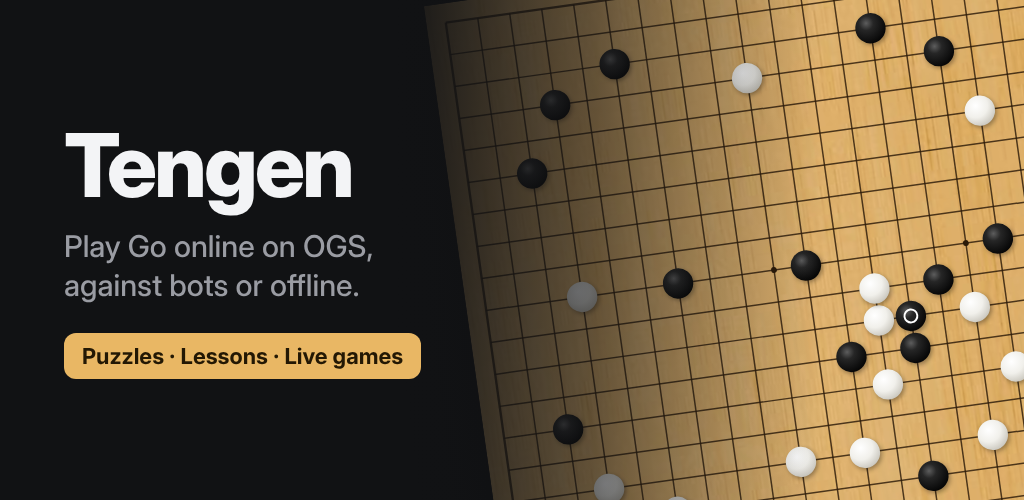 Tengen
Play Go online on OGS,
against bots or offline.
Puzzles · Lessons · Live games